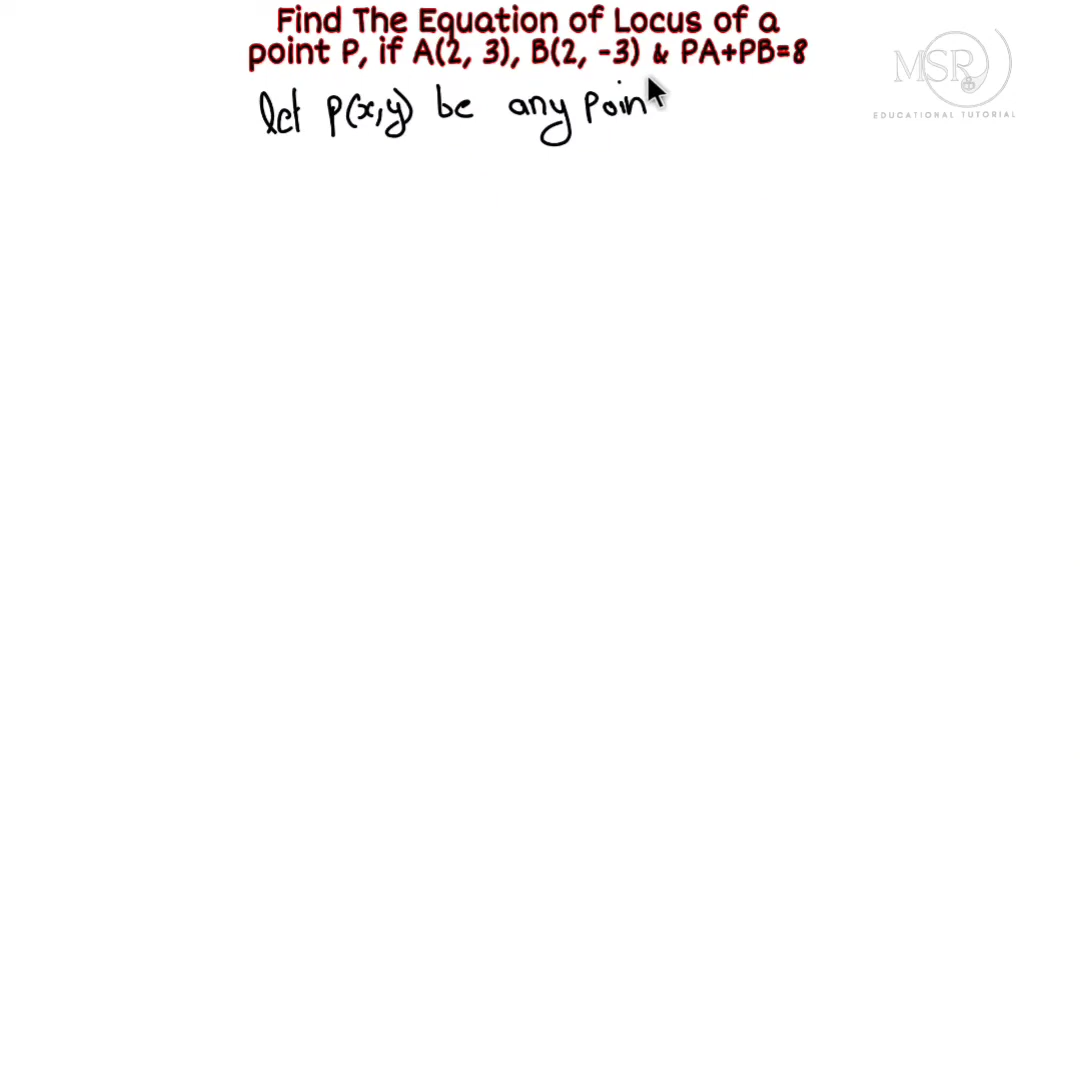 Find The Equation of Locus of a
point P, if A(2, 3), B(2, -3) & PA+PB=8
let P(x,y) be any Poin
MSR
EDUCATIONAL TUTORIAL